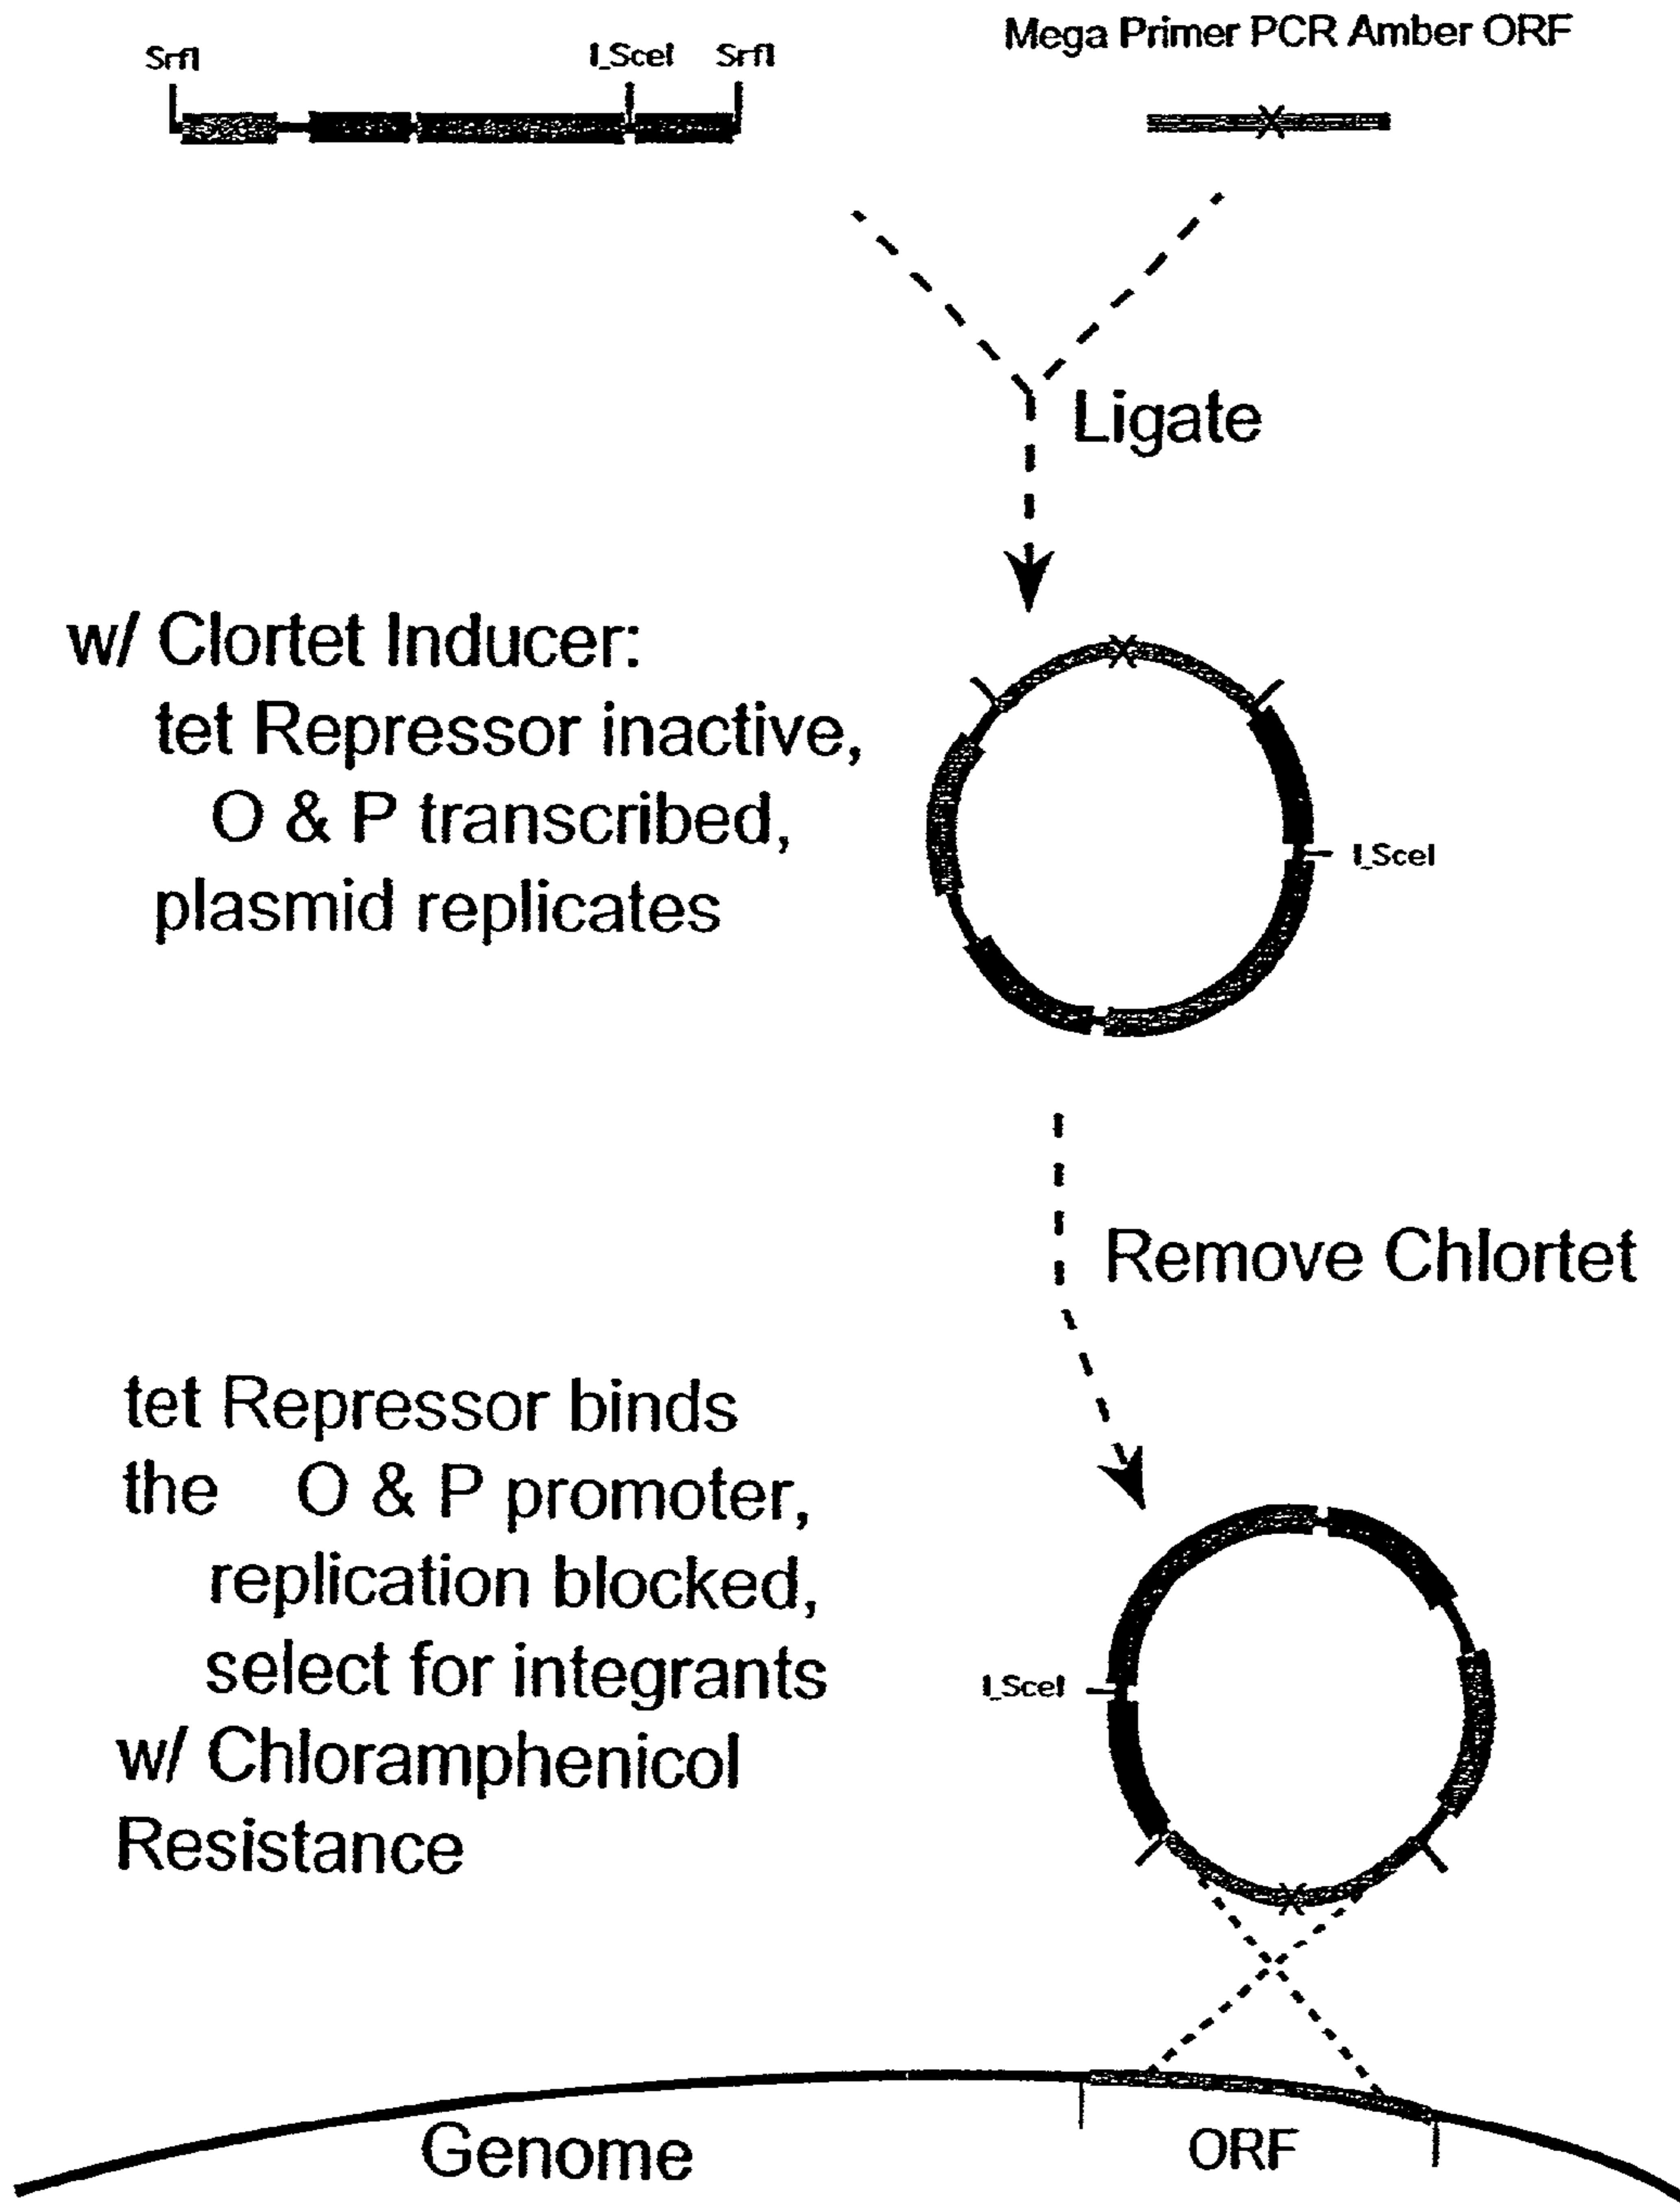 Mega Primer PCR Amber ORF
SrfI
I_SceI
SrfI
Ligate
w/ Clortet Inducer:
tet Repressor inactive,
O & P transcribed,
plasmid replicates
I_SceI
Remove Chlortet
tet Repressor binds
the O & P promoter,
replication blocked,
select for integrants
w/ Chloramphenicol
Resistance
I_SceI
Genome
ORF